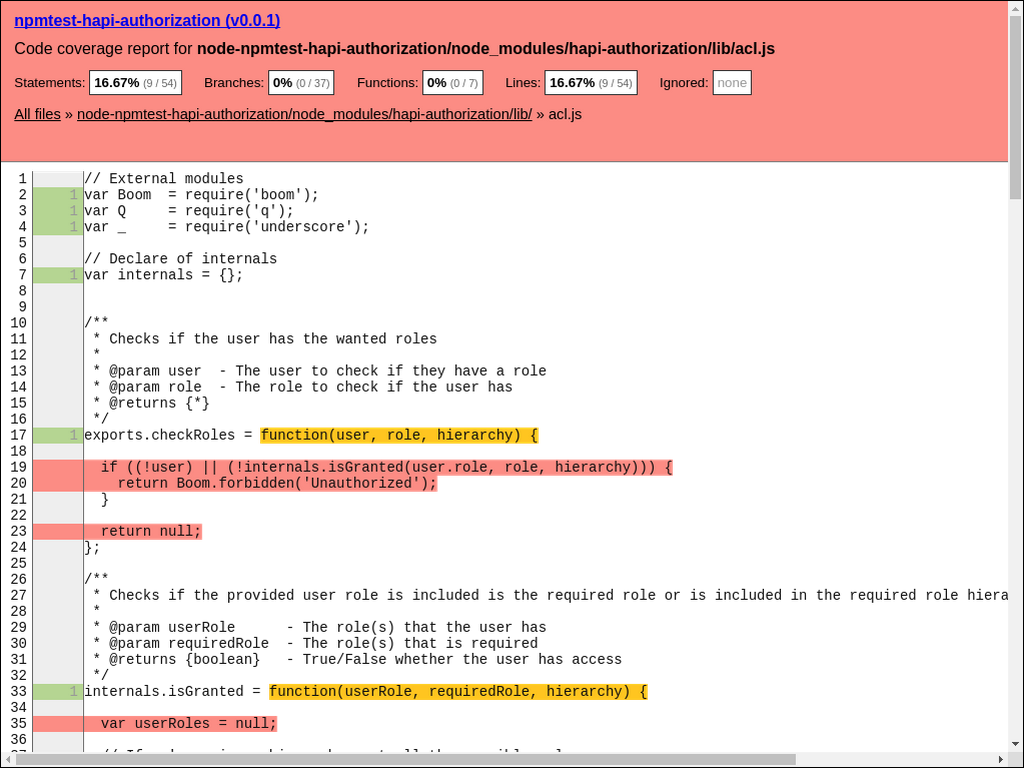 npmtest-hapi-authorization (v0.0.1)
Code coverage report for node-npmtest-hapi-authorization/node_modules/hapi-authorization/lib/acl.js
Statements: 16.67% (9 / 54) Branches: 0% (0 / 37) Functions: 0% (0 / 7) Lines: 16.67% (9 / 54) Ignored: none
All files » node-npmtest-hapi-authorization/node_modules/hapi-authorization/lib/ » acl.js
1 // External modules
2 1 var Boom  = require('boom');
3 1 var Q     = require('q');
4 1 var _     = require('underscore');
5
6 // Declare of internals
7 1 var internals = {};
8
9
10 /**
11  * Checks if the user has the wanted roles
12  *
13  * @param user  - The user to check if they have a role
14  * @param role  - The role to check if the user has
15  * @returns {*}
16  */
17 1 exports.checkRoles = function(user, role, hierarchy) {
18
19   if ((!user) || (!internals.isGranted(user.role, role, hierarchy))) {
20     return Boom.forbidden('Unauthorized');
21   }
22
23   return null;
24 };
25
26 /**
27  * Checks if the provided user role is included is the required role or is included in the required role hiera
28  *
29  * @param userRole      - The role(s) that the user has
30  * @param requiredRole  - The role(s) that is required
31  * @returns {boolean}   - True/False whether the user has access
32  */
33 1 internals.isGranted = function(userRole, requiredRole, hierarchy) {
34
35   var userRoles = null;
36